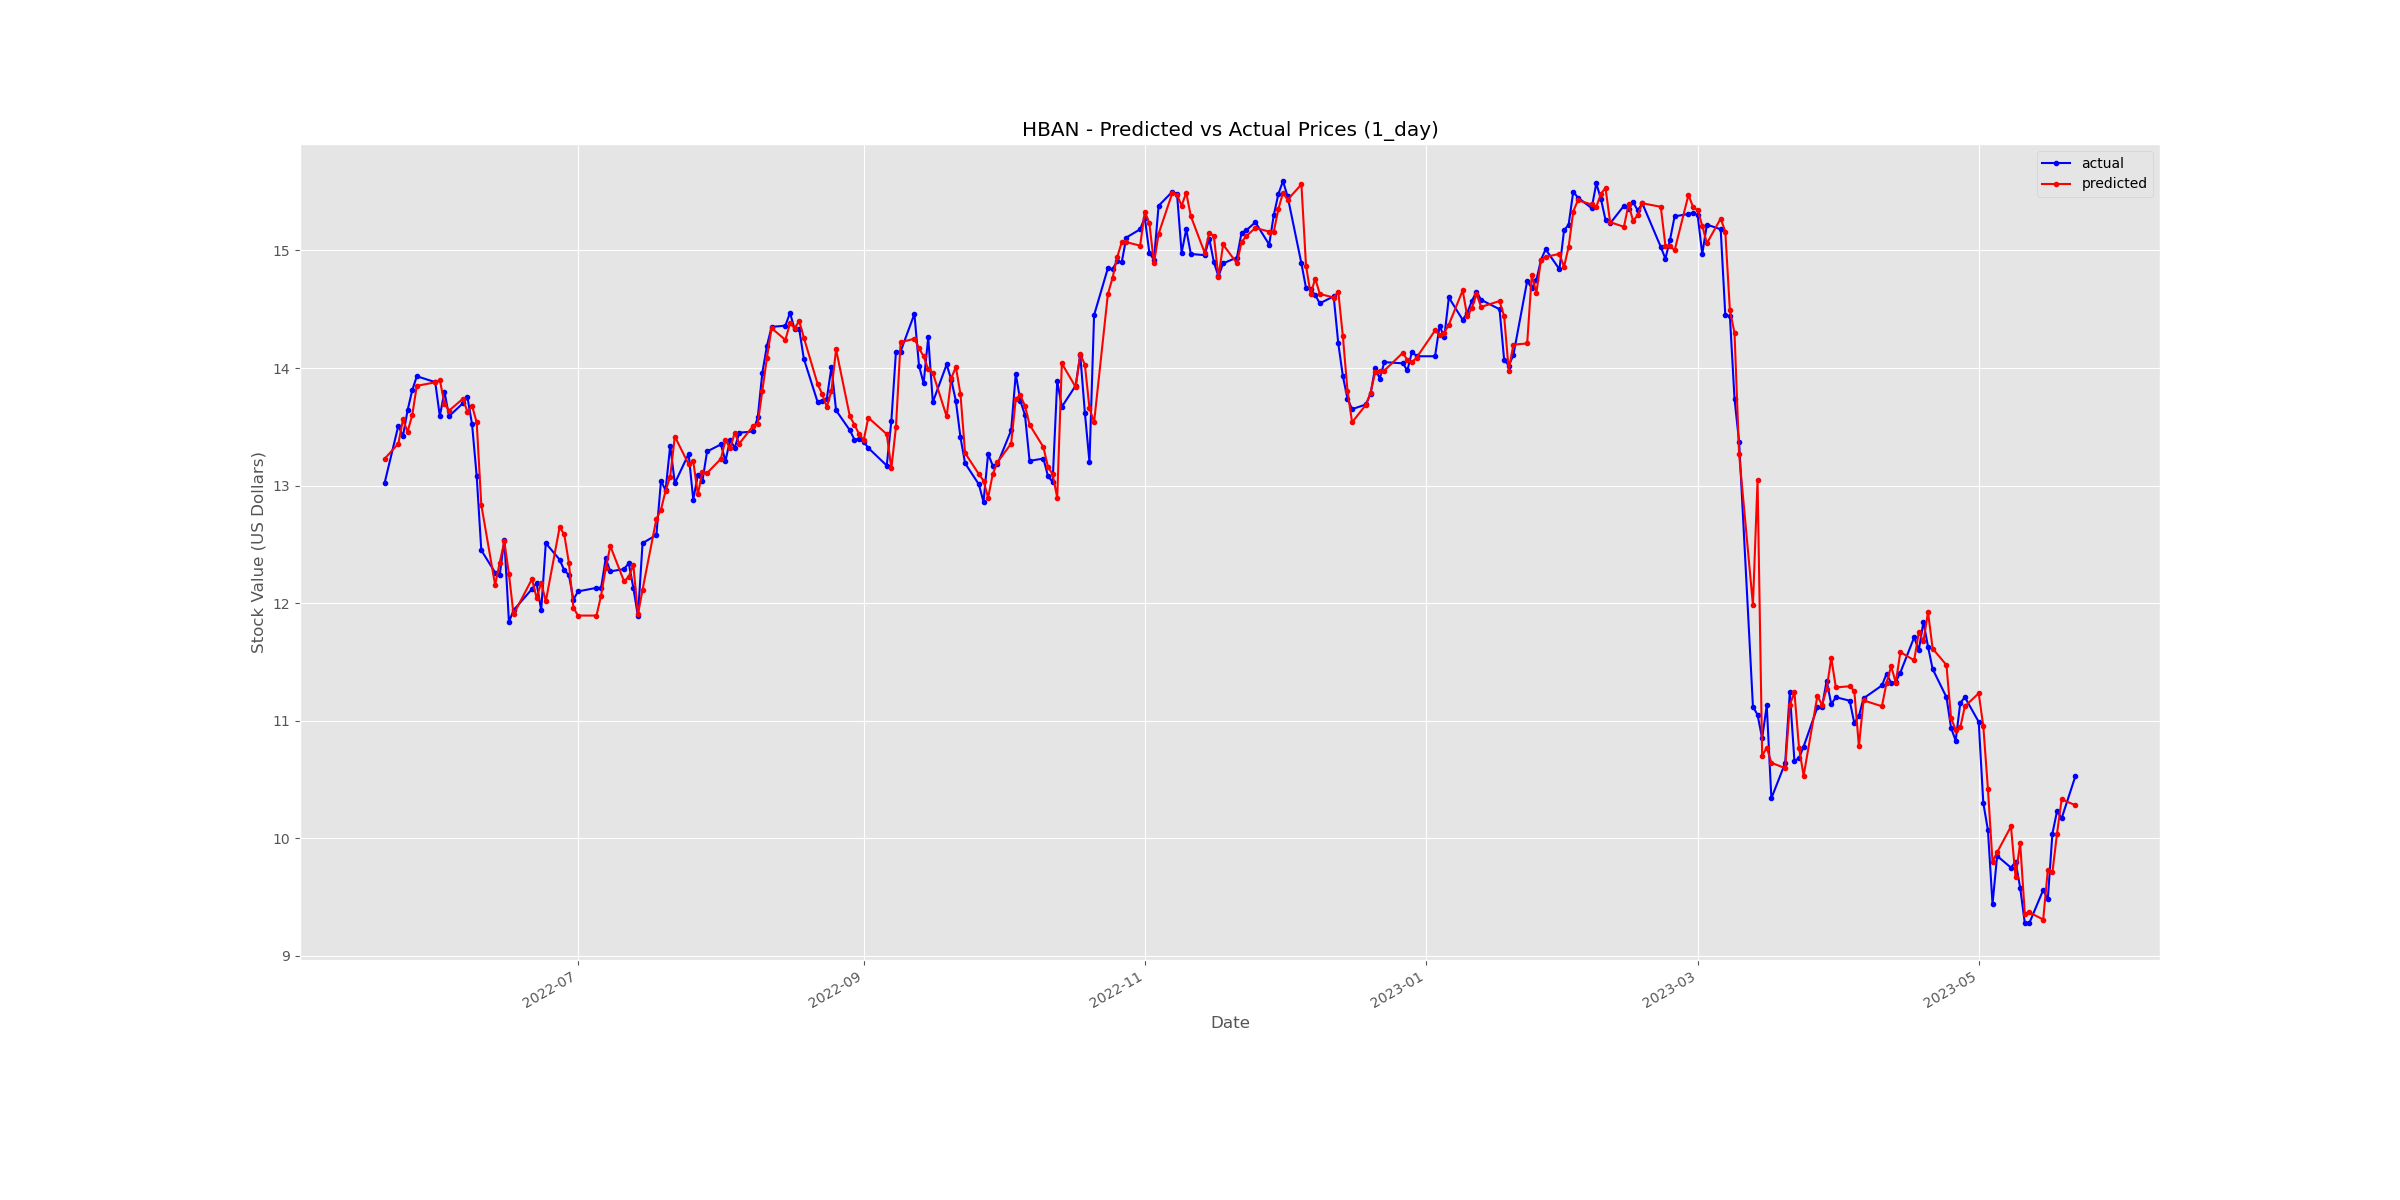 HBAN - Predicted vs Actual Prices (1_day)
actual
predicted
Stock Value (US Dollars)
15
14
13
12
11
10
9
2022-07
2022-09
2022-11
2023-01
2023-03
2023-05
Date